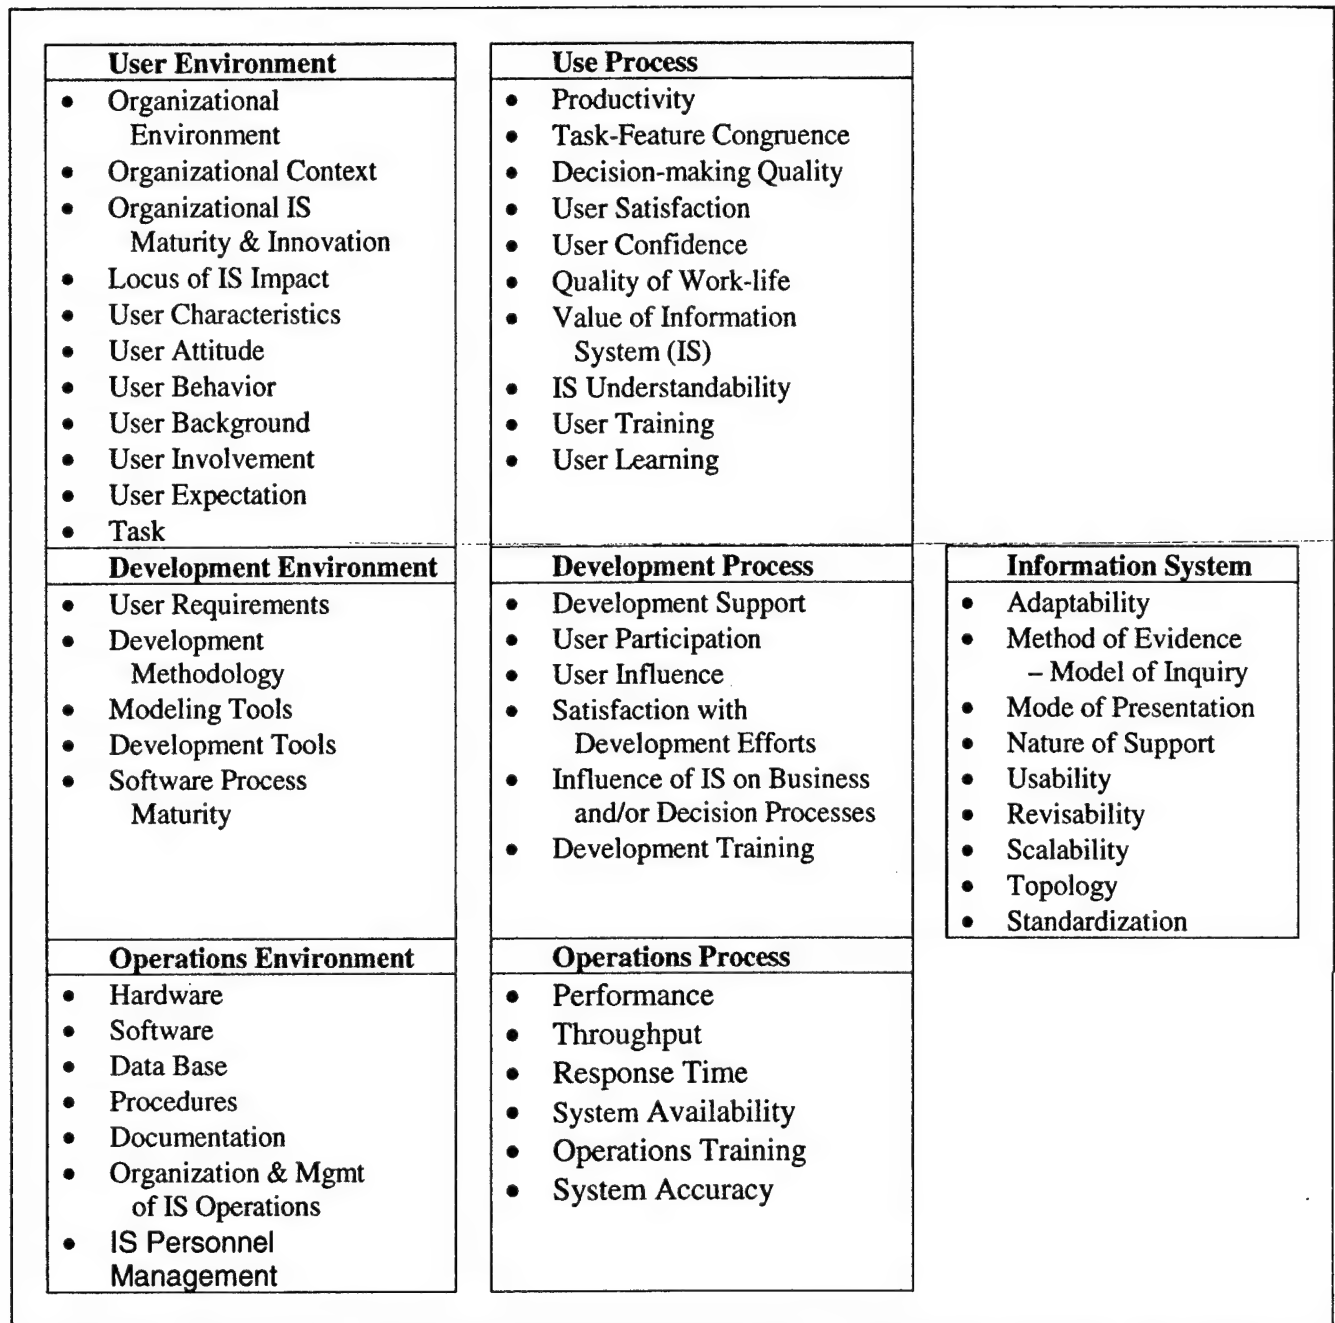 User Environment
• Organizational
Environment
• Organizational Context
• Organizational IS
Maturity & Innovation
• Locus of IS Impact
• User Characteristics
• User Attitude
• User Behavior
• User Background
• User Involvement
• User Expectation
• Task
Use Process
• Productivity
• Task-Feature Congruence
• Decision-making Quality
• User Satisfaction
• User Confidence
• Quality of Work-life
• Value of Information
System (IS)
• IS Understandability
• User Training
• User Learning
Development Environment
• User Requirements
• Development
Methodology
• Modeling Tools
• Development Tools
• Software Process
Maturity
Development Process
• Development Support
• User Participation
• User Influence
• Satisfaction with
Development Efforts
• Influence of IS on Business
and/or Decision Processes
• Development Training
Information System
• Adaptability
• Method of Evidence
– Model of Inquiry
• Mode of Presentation
• Nature of Support
• Usability
• Revisability
• Scalability
• Topology
• Standardization
Operations Environment
• Hardware
• Software
• Data Base
• Procedures
• Documentation
• Organization & Mgmt
of IS Operations
• IS Personnel
Management
Operations Process
• Performance
• Throughput
• Response Time
• System Availability
• Operations Training
• System Accuracy